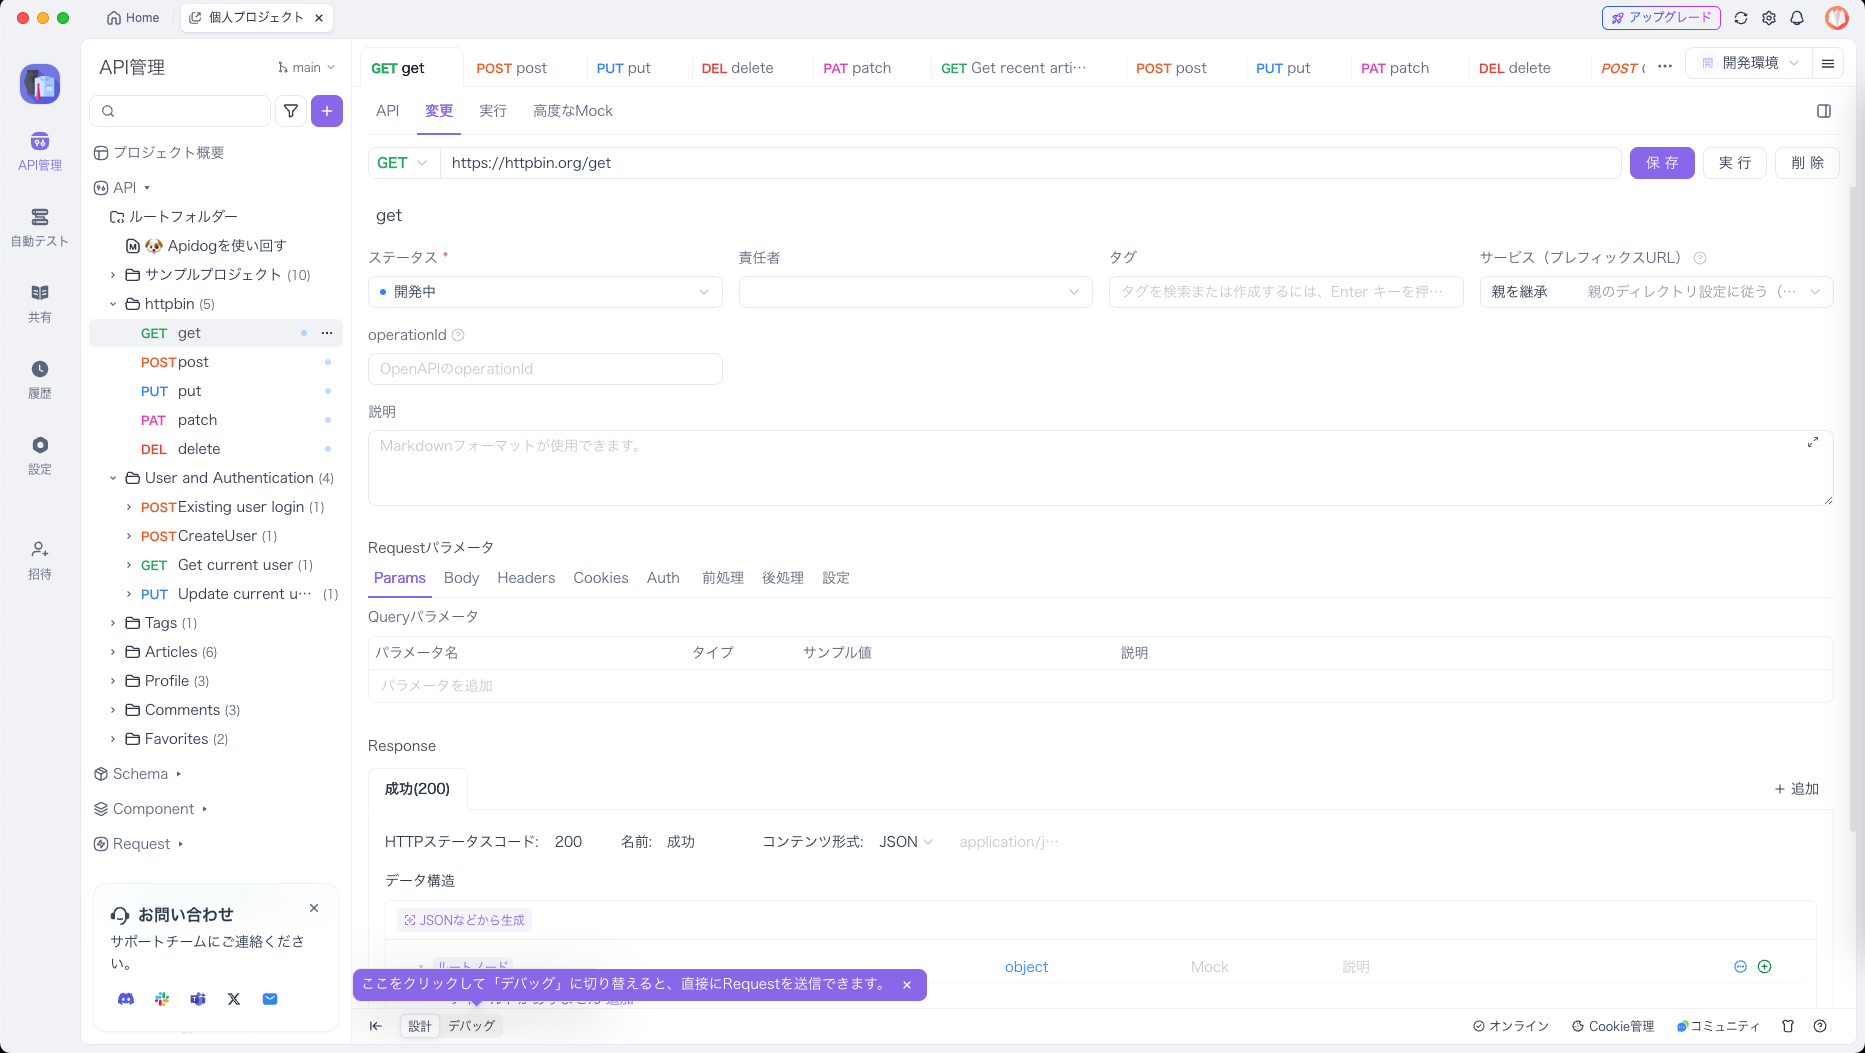 Home
個人プロジェクト
アップグレード
API管理
自動テスト
共有
履歴
設定
招待
API管理
main
プロジェクト概要
API
ルートフォルダー
🐶 Apidogを使い回す
サンプルプロジェクト (10)
httpbin (5)
GET get
POST post
PUT put
PAT patch
DEL delete
User and Authentication (4)
POST Existing user login (1)
POST CreateUser (1)
GET Get current user (1)
PUT Update current u··· (1)
Tags (1)
Articles (6)
Profile (3)
Comments (3)
Favorites (2)
Schema
Component
Request
お問い合わせ
サポートチームにご連絡くださ
い。
GET get
POST post
PUT put
DEL delete
PAT patch
GET Get recent arti···
POST post
PUT put
PAT patch
DEL delete
POST
開 開発環境
API 変更 実行 高度なMock
GET https://httpbin.org/get
保 存 実 行 削 除
get
ステータス * 責任者 タグ サービス（プレフィックスURL）
開発中 タグを検索または作成するには、Enter キーを押··· 親を継承 親のディレクトリ設定に従う（···
operationId
OpenAPIのoperationId
説明
Markdownフォーマットが使用できます。
Requestパラメータ
Params Body Headers Cookies Auth 前処理 後処理 設定
Queryパラメータ
パラメータ名 タイプ サンプル値 説明
パラメータを追加
Response
成功(200) + 追加
HTTPステータスコード: 200 名前: 成功 コンテンツ形式: JSON application/j···
データ構造
JSONなどから生成
ルートノード object Mock 説明
ここをクリックして「デバッグ」に切り替えると、直接にRequestを送信できます。
設計 デバッグ
オンライン Cookie管理 コミュニティ